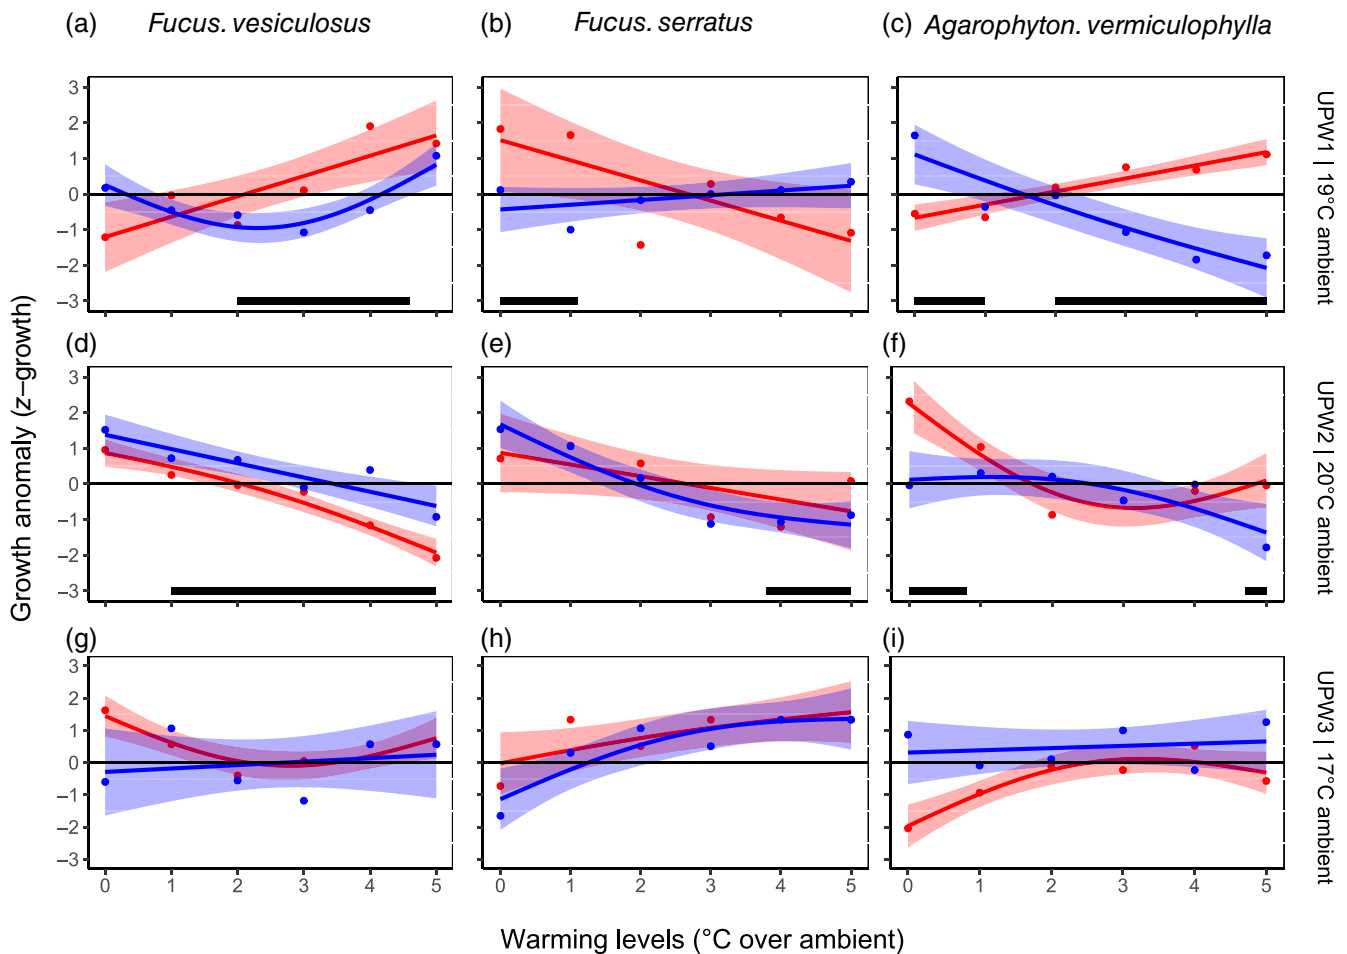 (a) Fucus. vesiculosus (b) Fucus. serratus (c) Agarophyton. vermiculophylla
3
2
1
0
−1
−2
−3
UPW1 | 19°C ambient
(d) (e) (f)
3
2
1
0
−1
−2
−3
UPW2 | 20°C ambient
Growth anomaly (z−growth)
(g) (h) (i)
3
2
1
0
−1
−2
−3
UPW3 | 17°C ambient
0 1 2 3 4 5 0 1 2 3 4 5 0 1 2 3 4 5
Warming levels (°C over ambient)